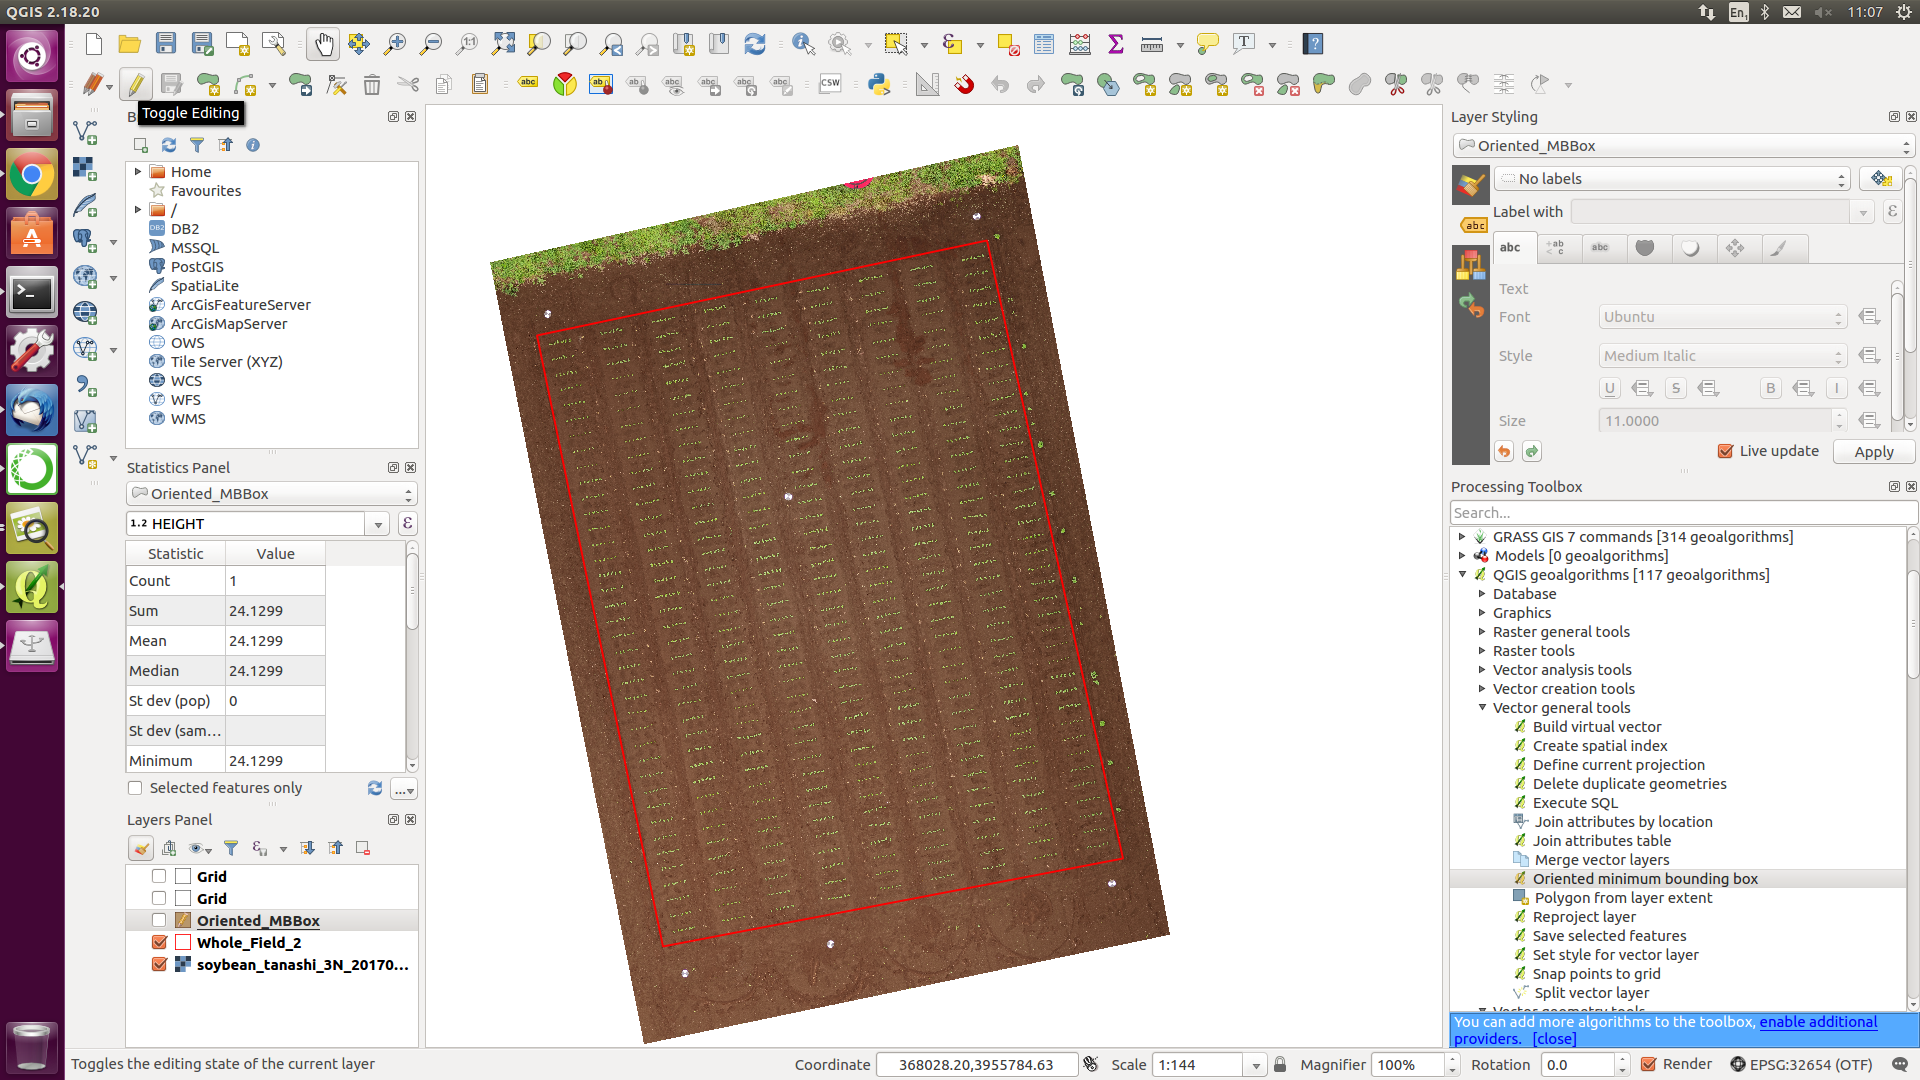 QGIS 2.18.20
En1
11:07
Toggle Editing
Home
Favourites
/
DB2
MSSQL
PostGIS
SpatiaLite
ArcGisFeatureServer
ArcGisMapServer
OWS
Tile Server (XYZ)
WCS
WFS
WMS
Statistics Panel
Oriented_MBBox
1.2 HEIGHT
Statistic Value
Count 1
Sum 24.1299
Mean 24.1299
Median 24.1299
St dev (pop) 0
St dev (sam...
Minimum 24.1299
Selected features only
Layers Panel
Grid
Grid
Oriented_MBBox
Whole_Field_2
soybean_tanashi_3N_20170...
Layer Styling
Oriented_MBBox
No labels
Label with
abc
Text
Font Ubuntu
Style Medium Italic
U S B I
Size 11.0000
Live update Apply
Processing Toolbox
Search...
GRASS GIS 7 commands [314 geoalgorithms]
Models [0 geoalgorithms]
QGIS geoalgorithms [117 geoalgorithms]
Database
Graphics
Raster general tools
Raster tools
Vector analysis tools
Vector creation tools
Vector general tools
Build virtual vector
Create spatial index
Define current projection
Delete duplicate geometries
Execute SQL
Join attributes by location
Join attributes table
Merge vector layers
Oriented minimum bounding box
Polygon from layer extent
Reproject layer
Save selected features
Set style for vector layer
Snap points to grid
Split vector layer
You can add more algorithms to the toolbox, enable additional
providers. [close]
Toggles the editing state of the current layer
Coordinate 368028.20,3955784.63 Scale 1:144 Magnifier 100% Rotation 0.0 Render EPSG:32654 (OTF)